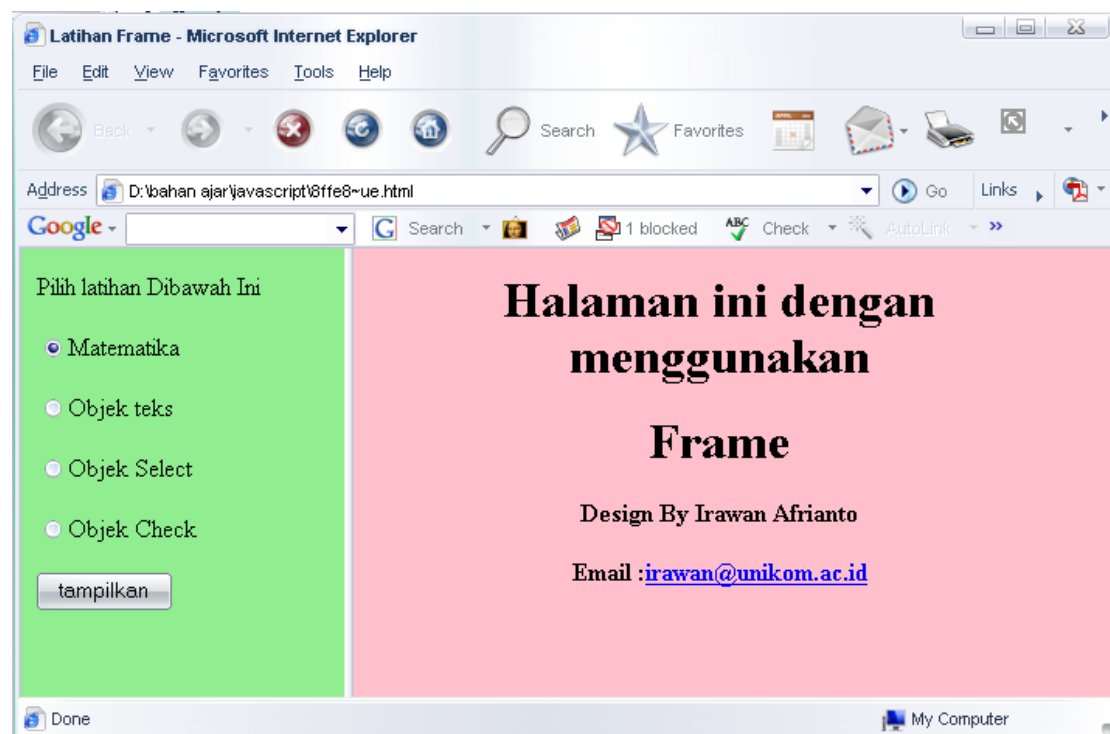 Latihan Frame - Microsoft Internet Explorer
File Edit View Favorites Tools Help
Back Search Favorites
Address D:\bahan ajar\javascript\8ffe8~ue.html Go Links
Google Search 1 blocked Check AutoLink
Pilih latihan Dibawah Ini
Matematika
Objek teks
Objek Select
Objek Check
tampilkan
Halaman ini dengan
menggunakan
Frame
Design By Irawan Afrianto
Email :irawan@unikom.ac.id
Done My Computer